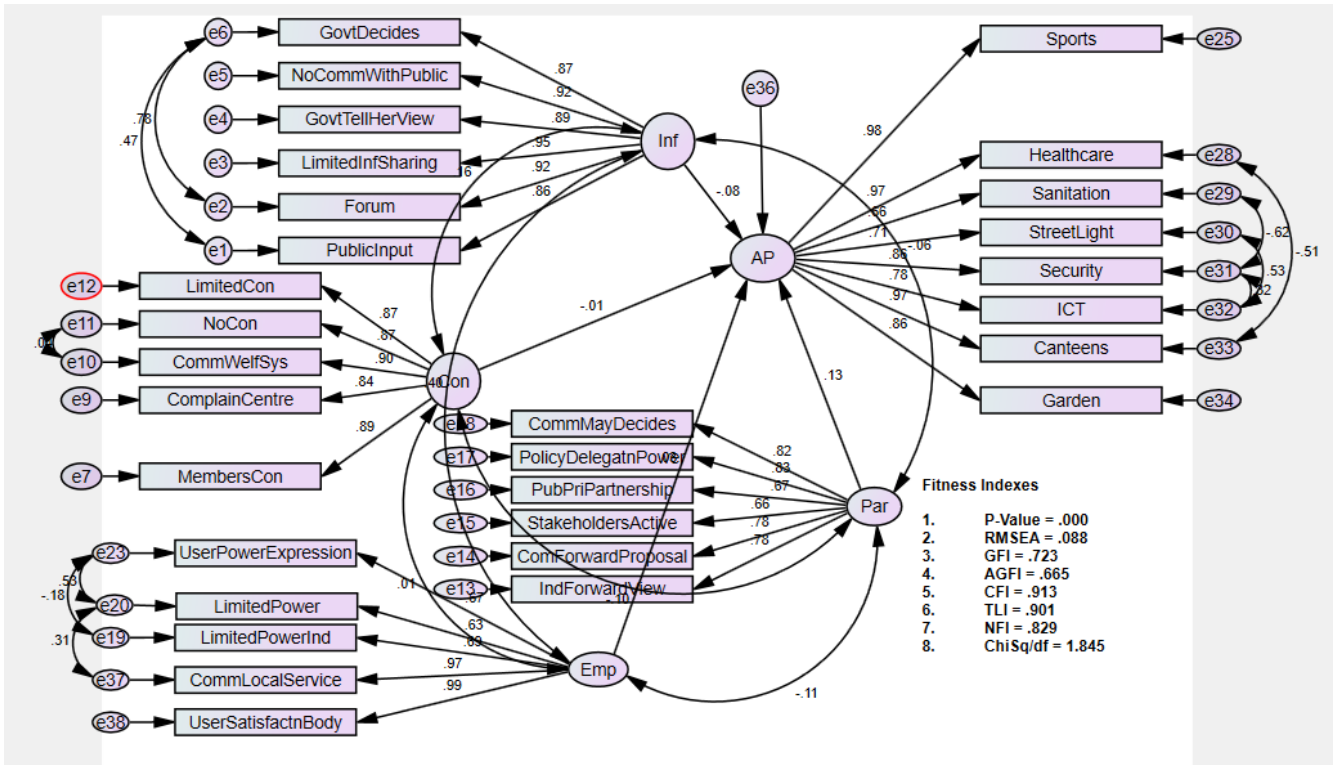 e6 GovtDecides
e5 NoCommWithPublic
e4 GovtTellHerView
e3 LimitedInfSharing
e2 Forum
e1 PublicInput
.78
.47
.87
.92
.89
.95
.92
.86
16
Inf
e36
-.08
AP
e12 LimitedCon
e11 NoCon
e10 CommWelfSys
e9 ComplainCentre
e7 MembersCon
.87
.87
.90
.84
.89
Con
.40
-.01
Sports e25
Healthcare e28
Sanitation e29
StreetLight e30
Security e31
ICT e32
Canteens e33
Garden e34
.98
.97
.71
-.06
.86
.78
.97
.86
-.62
.53
-.51
.13
CommMayDecides
e17 PolicyDelegatnPower
e16 PubPriPartnership
e15 StakeholdersActive
e14 ComForwardProposal
e13 IndForwardView
.82
.83
.67
.66
.78
.78
Par
e23 UserPowerExpression
e20 LimitedPower
e19 LimitedPowerInd
e37 CommLocalService
e38 UserSatisfactnBody
.53
-.18
.31
.01
-.10
.63
.69
.97
.99
Emp
-.11
Fitness Indexes
1. P-Value = .000
2. RMSEA = .088
3. GFI = .723
4. AGFI = .665
5. CFI = .913
6. TLI = .901
7. NFI = .829
8. ChiSq/df = 1.845